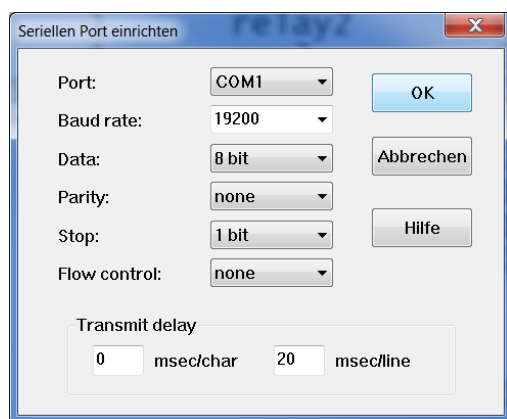 relay2
Seriellen Port einrichten
Port: COM1 OK
Baud rate: 19200
Data: 8 bit Abbrechen
Parity: none
Stop: 1 bit Hilfe
Flow control: none
Transmit delay
0 msec/char 20 msec/line